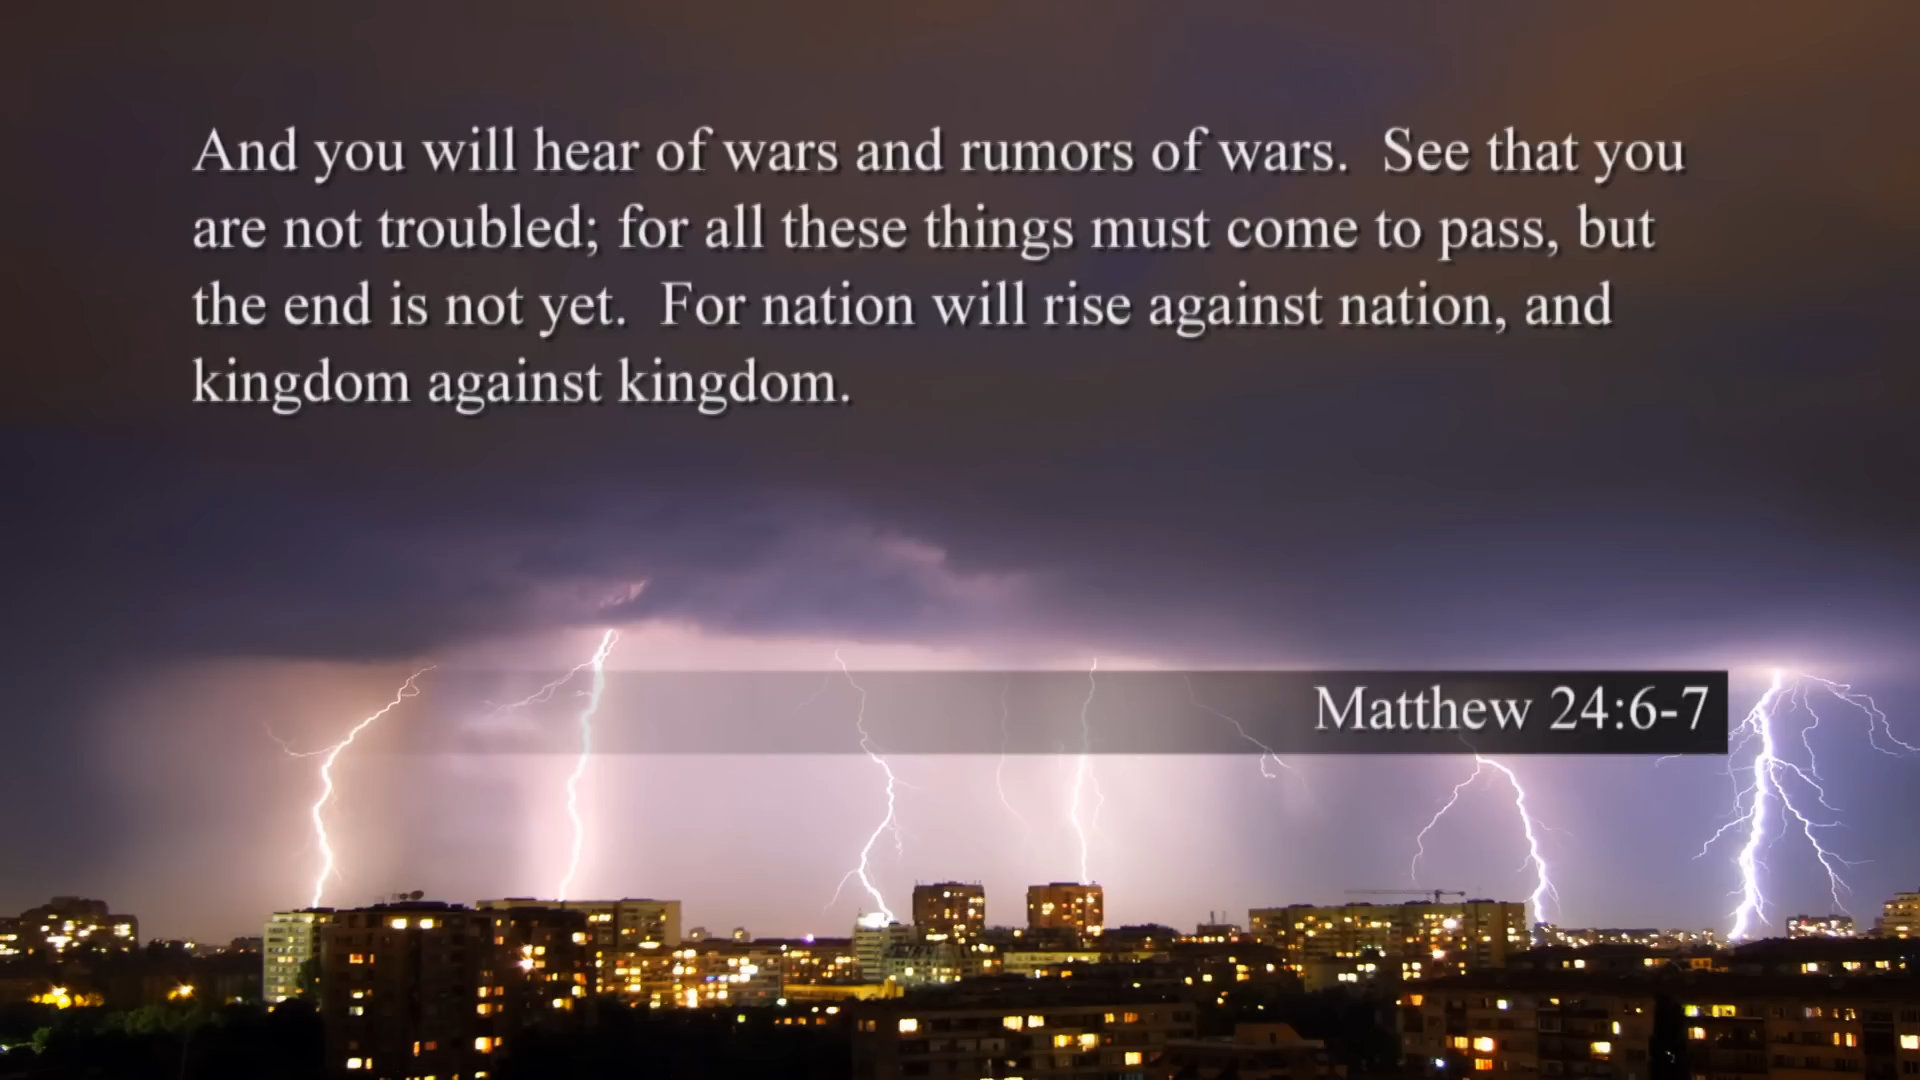 And you will hear of wars and rumors of wars.  See that you
are not troubled; for all these things must come to pass, but
the end is not yet.  For nation will rise against nation, and
kingdom against kingdom.
Matthew 24:6-7